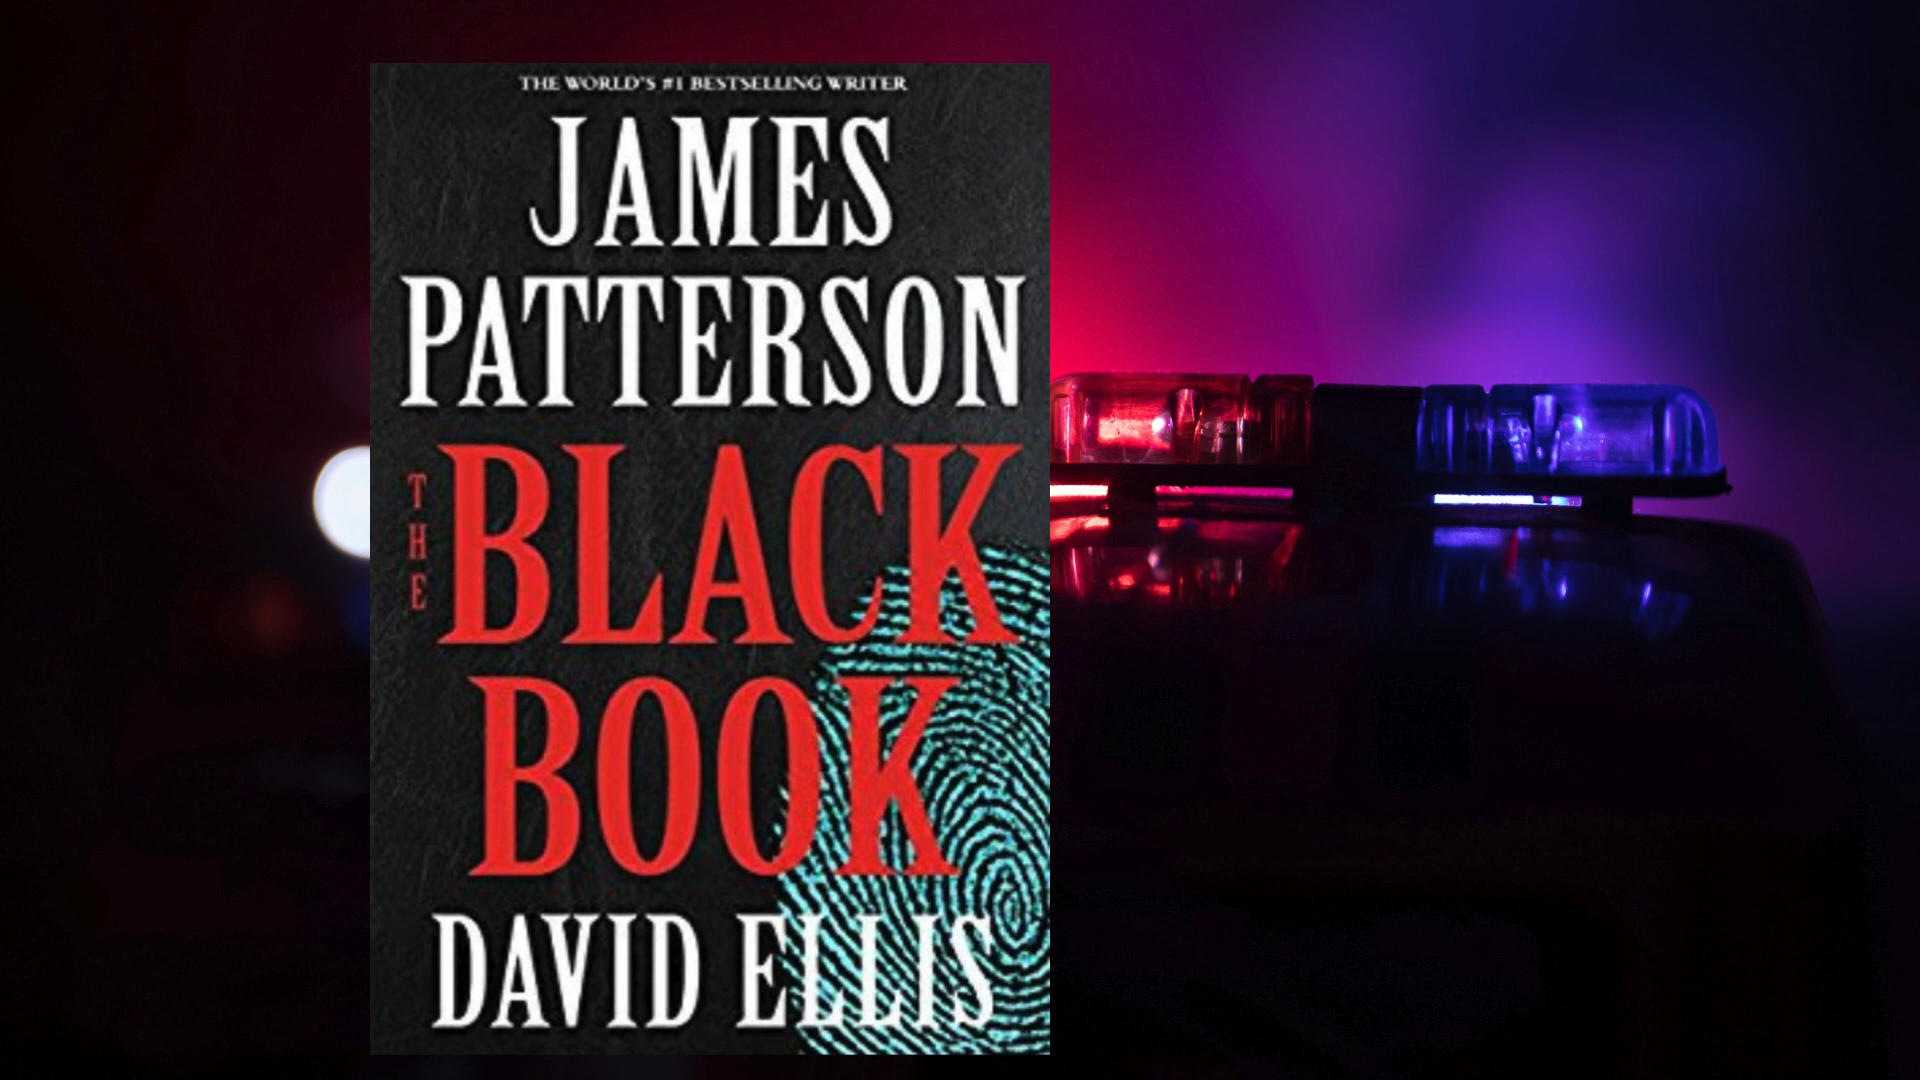 THE WORLD'S #1 BESTSELLING WRITER
JAMES
PATTERSON
THE
BLACK
BOOK
DAVID ELLIS